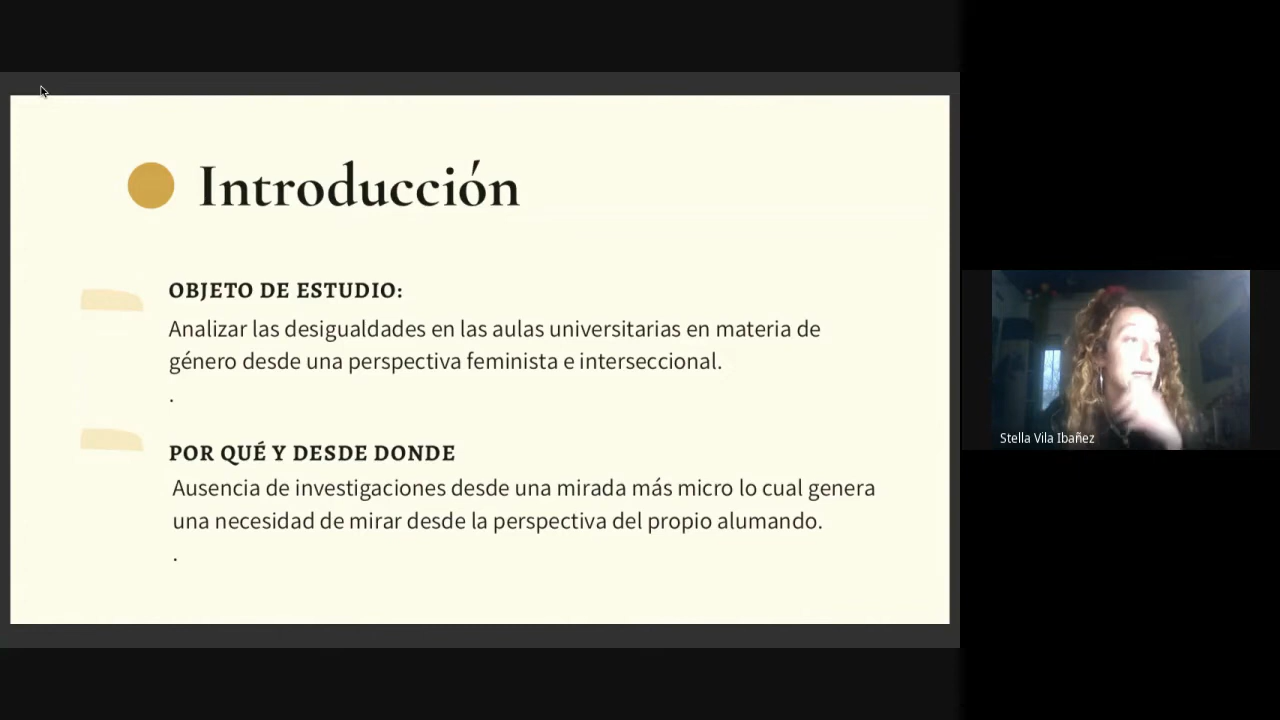 Introducción
OBJETO DE ESTUDIO:
Analizar las desigualdades en las aulas universitarias en materia de
género desde una perspectiva feminista e interseccional.
.
POR QUÉ Y DESDE DONDE
Ausencia de investigaciones desde una mirada más micro lo cual genera
una necesidad de mirar desde la perspectiva del propio alumando.
.
Stella Vila Ibañez